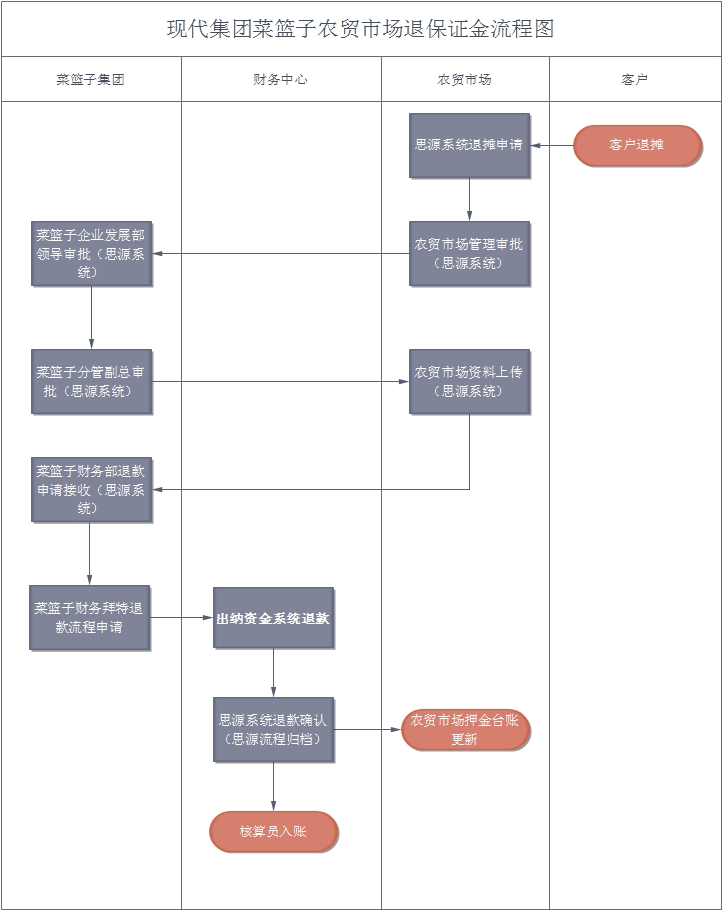 现代集团菜篮子农贸市场退保证金流程图
菜篮子集团
财务中心
农贸市场
客户
思源系统退摊申请
客户退摊
菜篮子企业发展部
领导审批（思源系
统）
农贸市场管理审批
（思源系统）
菜篮子分管副总审
批（思源系统）
农贸市场资料上传
（思源系统）
菜篮子财务部退款
申请接收（思源系
统）
菜篮子财务拜特退
款流程申请
出纳资金系统退款
思源系统退款确认
（思源流程归档）
农贸市场押金台账
更新
核算员入账